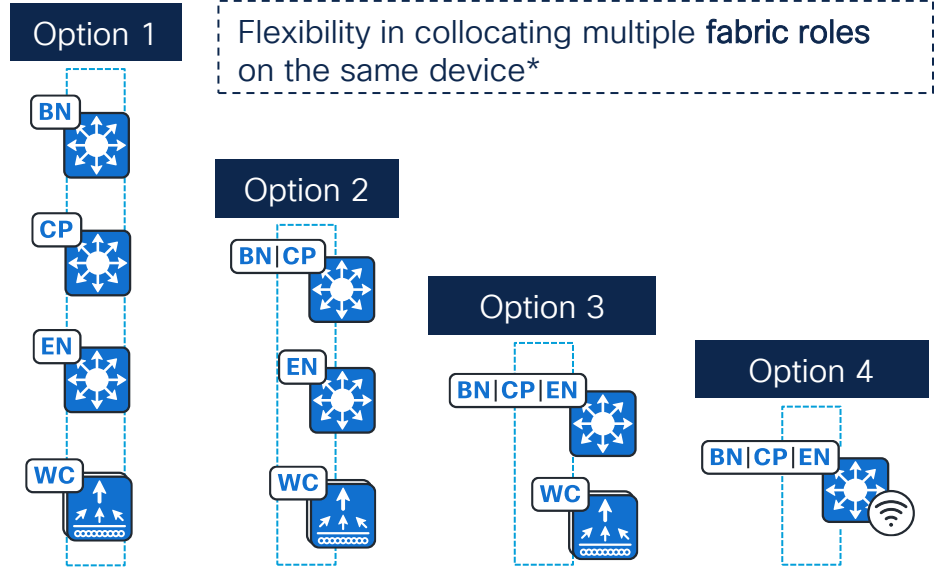 Option 1
Flexibility in collocating multiple fabric roles
on the same device*
BN
CP
EN
WC
Option 2
BN|CP
EN
WC
Option 3
BN|CP|EN
WC
Option 4
BN|CP|EN